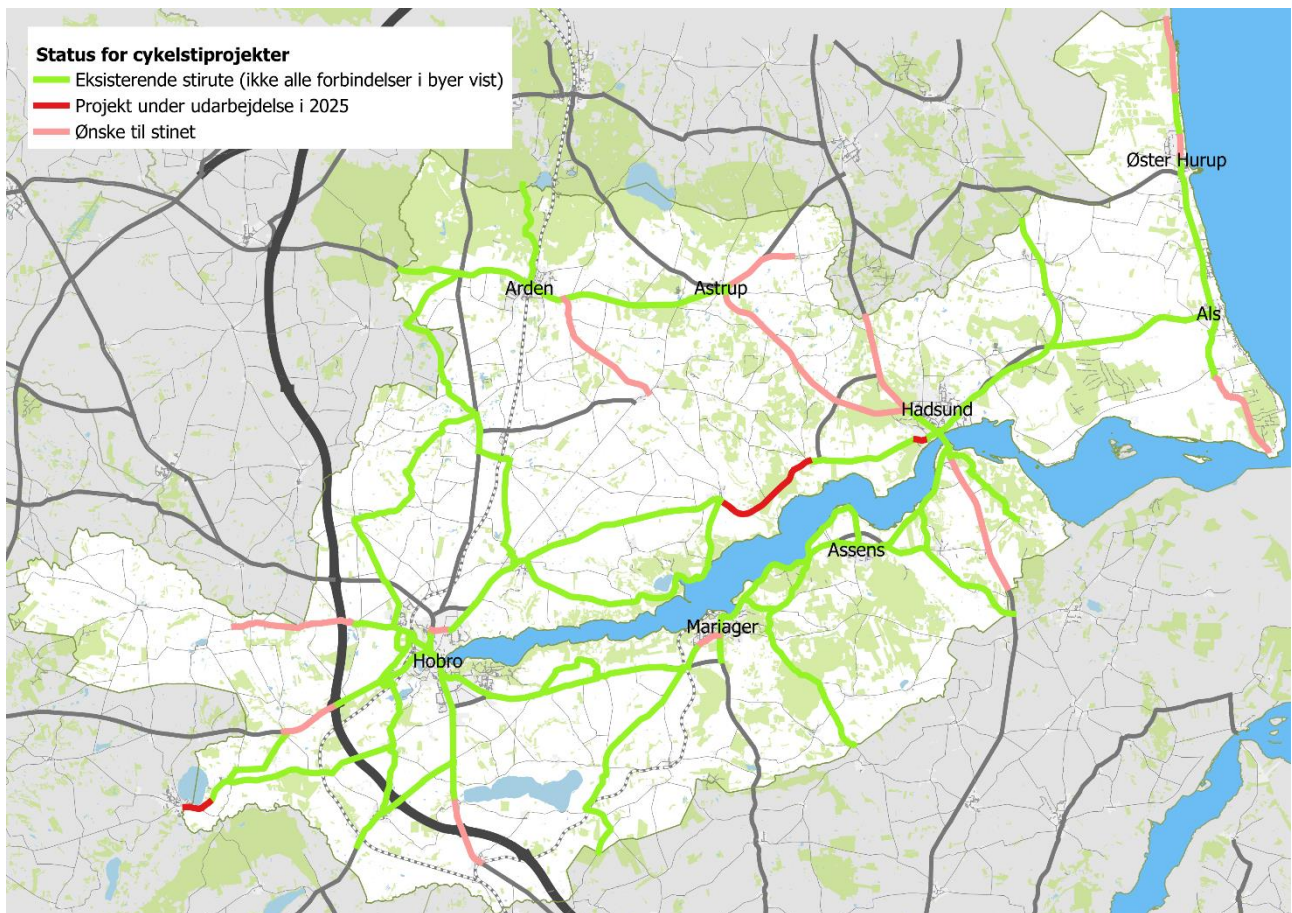 Status for cykelstiprojekter
Eksisterende stirute (ikke alle forbindelser i byer vist)
Projekt under udarbejdelse i 2025
Ønske til stinet
Øster Hurup
Arden
Astrup
Als
Hadsund
Assens
Mariager
Hobro